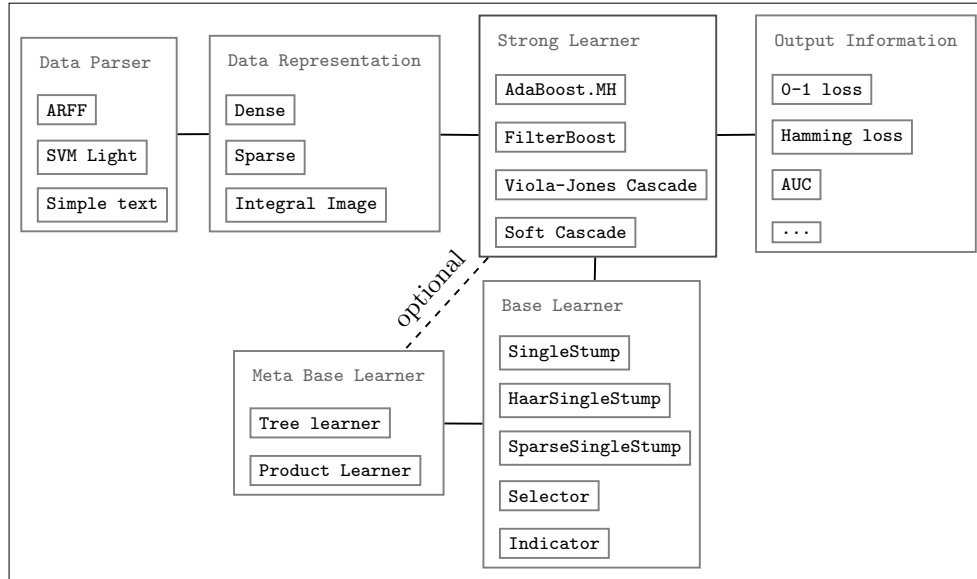 Data Parser
ARFF
SVM Light
Simple text
Data Representation
Dense
Sparse
Integral Image
Strong Learner
AdaBoost.MH
FilterBoost
Viola-Jones Cascade
Soft Cascade
Output Information
0-1 loss
Hamming loss
AUC
...
optional
Meta Base Learner
Tree learner
Product Learner
Base Learner
SingleStump
HaarSingleStump
SparseSingleStump
Selector
Indicator